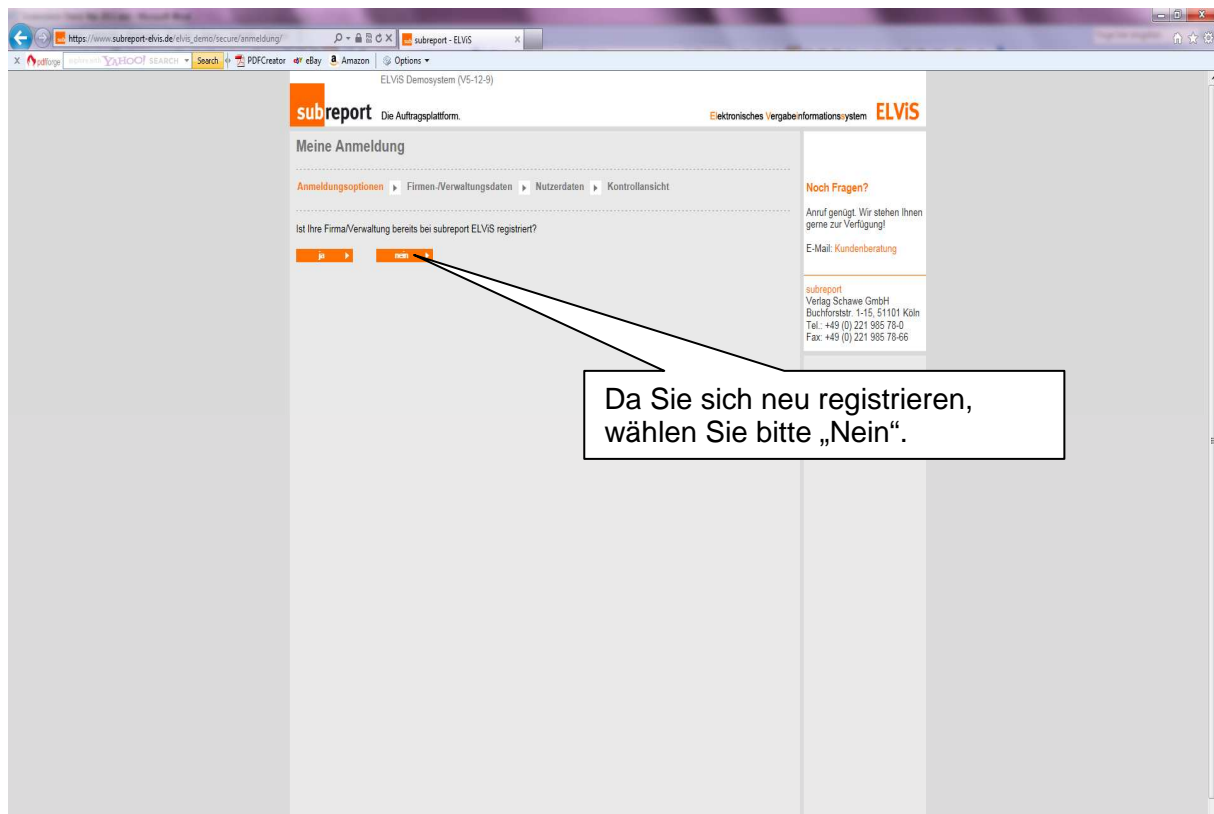 https://www.subreport-elvis.de/elvis_demo/secure/anmeldung/
subreport - ELViS
pdfforge
YAHOO! SEARCH
Search
PDFCreator
eBay
Amazon
Options
ELViS Demosystem (V5-12-9)
subreport Die Auftragsplattform.
Elektronisches Vergabeinformationssystem ELViS
Meine Anmeldung
Anmeldungsoptionen
Firmen-/Verwaltungsdaten
Nutzerdaten
Kontrollansicht
Ist Ihre Firma/Verwaltung bereits bei subreport ELViS registriert?
ja
nein
Noch Fragen?
Anruf genügt. Wir stehen Ihnen
gerne zur Verfügung!
E-Mail: Kundenberatung
subreport
Verlag Schawe GmbH
Buchforststr. 1-15, 51101 Köln
Tel.: +49 (0) 221 985 78-0
Fax: +49 (0) 221 985 78-66
Da Sie sich neu registrieren,
wählen Sie bitte „Nein“.